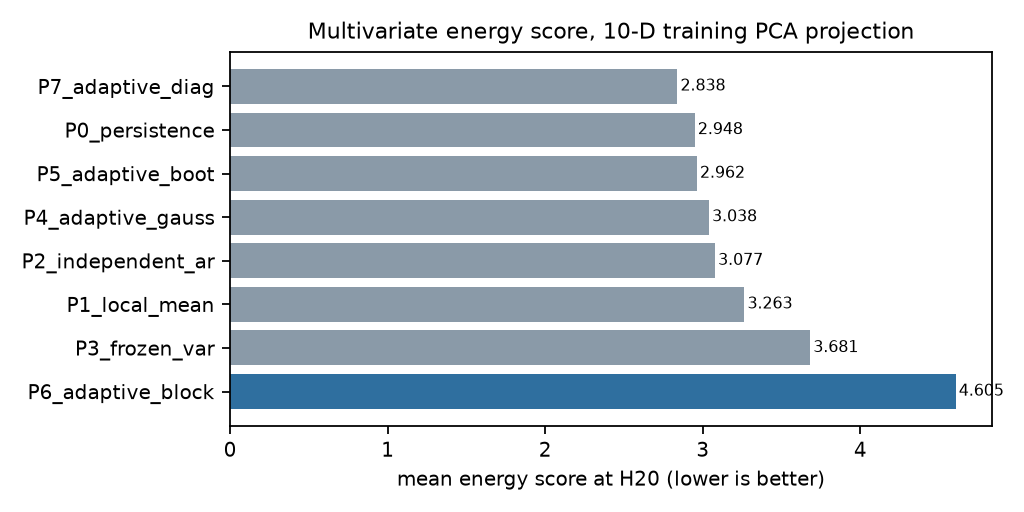 Multivariate energy score, 10-D training PCA projection
P7_adaptive_diag 2.838
P0_persistence 2.948
P5_adaptive_boot 2.962
P4_adaptive_gauss 3.038
P2_independent_ar 3.077
P1_local_mean 3.263
P3_frozen_var 3.681
P6_adaptive_block 4.605
0 1 2 3 4
mean energy score at H20 (lower is better)